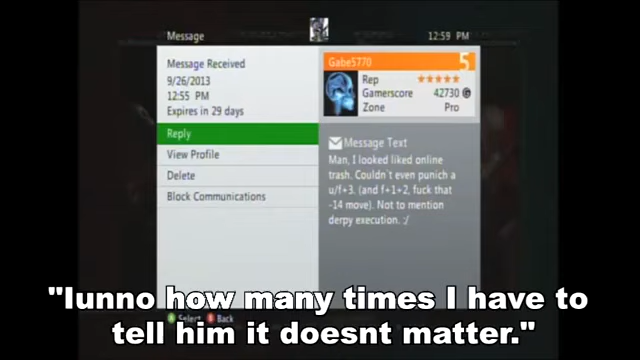 Message
12:59 PM
Message Received
9/26/2013
12:55 PM
Expires in 29 days
Reply
View Profile
Delete
Block Communications
Gabe5770
5
Rep ★★★★★
Gamerscore 42730 G
Zone Pro
Message Text
Man, I looked liked online
trash. Couldn't even punich a
u/f+3. (and f+1+2, fuck that
-14 move). Not to mention
derpy execution. :/
"Iunno how many times I have to
tell him it doesnt matter."
A Select B Back